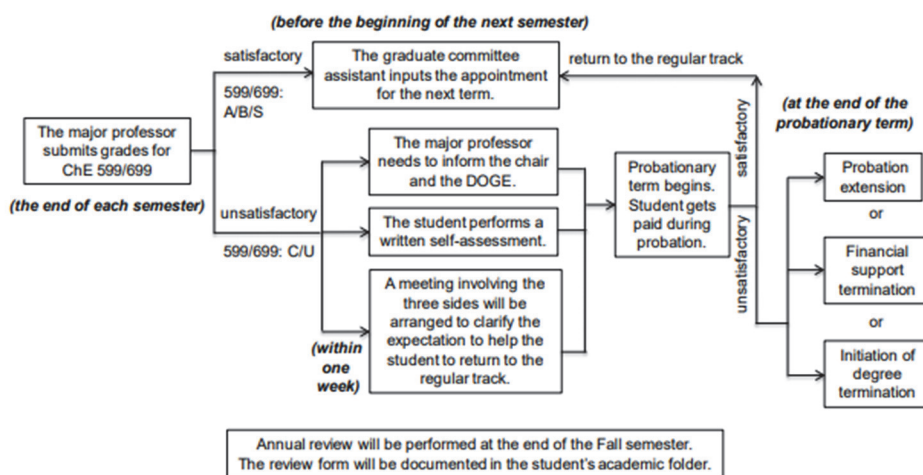 (before the beginning of the next semester)
satisfactory
599/699:
A/B/S
The graduate committee
assistant inputs the appointment
for the next term.
return to the regular track
The major professor
submits grades for
ChE 599/699
(the end of each semester)
unsatisfactory
599/699: C/U
The major professor
needs to inform the chair
and the DOGE.
The student performs a
written self-assessment.
A meeting involving the
three sides will be
arranged to clarify the
expectation to help the
student to return to the
regular track.
(within
one
week)
Probationary
term begins.
Student gets
paid during
probation.
satisfactory
unsatisfactory
(at the end of the
probationary term)
Probation
extension
or
Financial
support
termination
or
Initiation of
degree
termination
Annual review will be performed at the end of the Fall semester.
The review form will be documented in the student's academic folder.